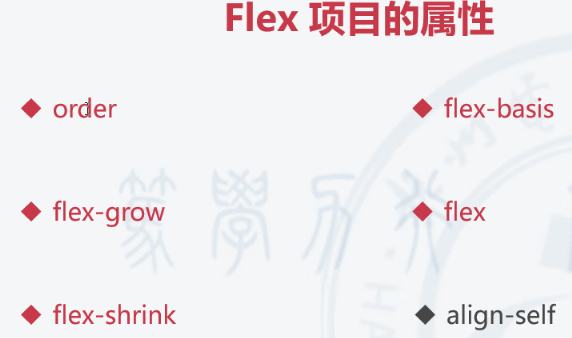 Flex 项目的属性
◆ order
◆ flex-basis
◆ flex-grow
◆ flex
◆ flex-shrink
◆ align-self